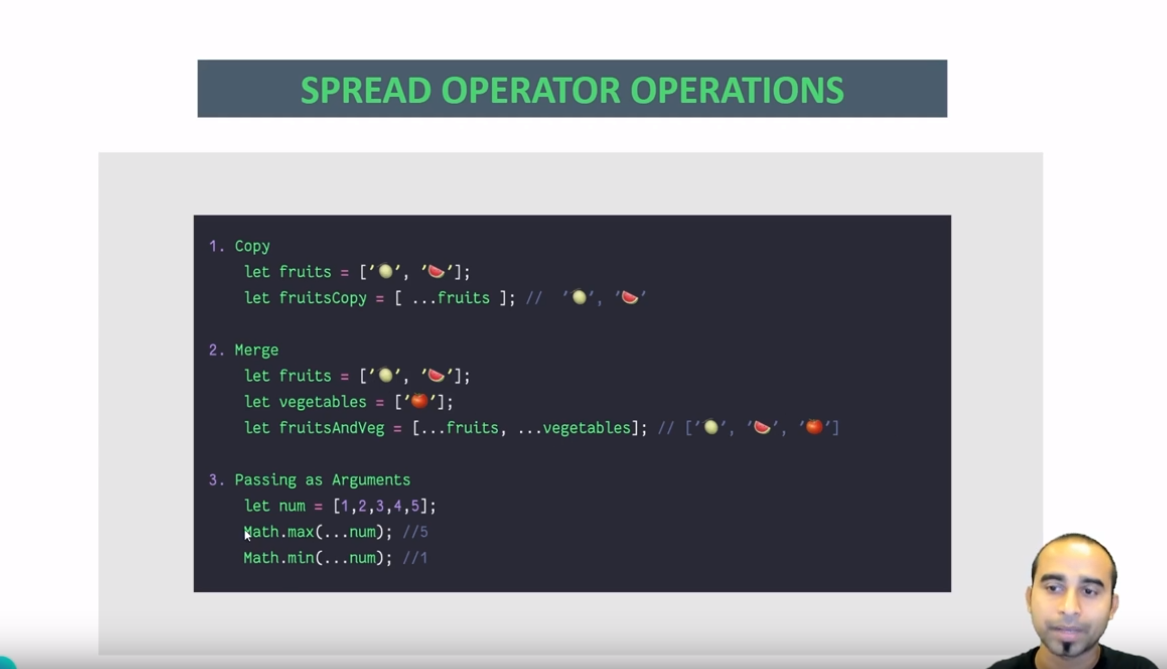 SPREAD OPERATOR OPERATIONS
1. Copy
let fruits = ['🍈', '🍉'];
let fruitsCopy = [ ...fruits ]; // '🍈', '🍉'
2. Merge
let fruits = ['🍈', '🍉'];
let vegetables = ['🍅'];
let fruitsAndVeg = [...fruits, ...vegetables]; // ['🍈', '🍉', '🍅']
3. Passing as Arguments
let num = [1,2,3,4,5];
Math.max(...num); //5
Math.min(...num); //1